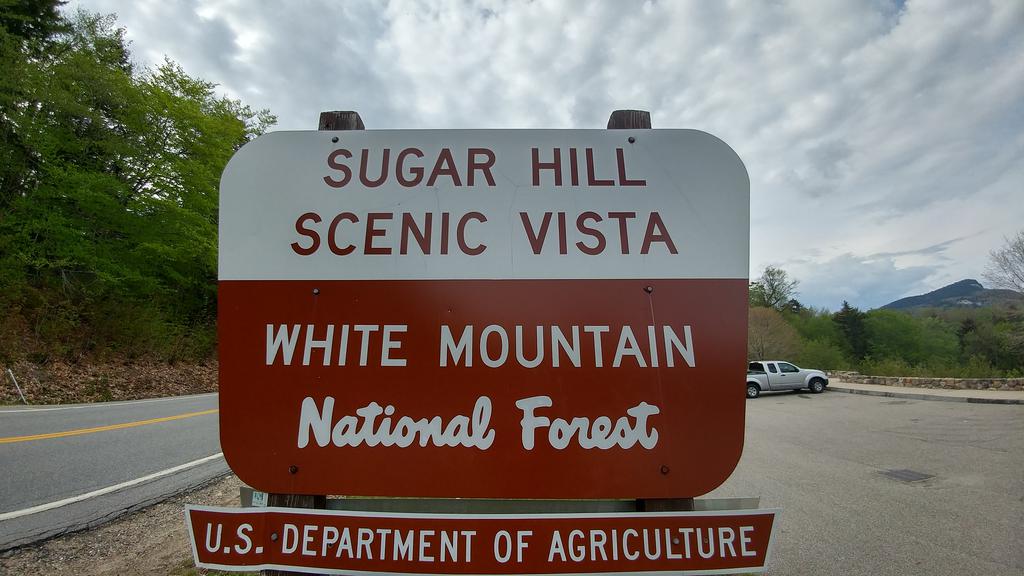 SUGAR HILL
SCENIC VISTA
WHITE MOUNTAIN
National Forest
U.S. DEPARTMENT OF AGRICULTURE